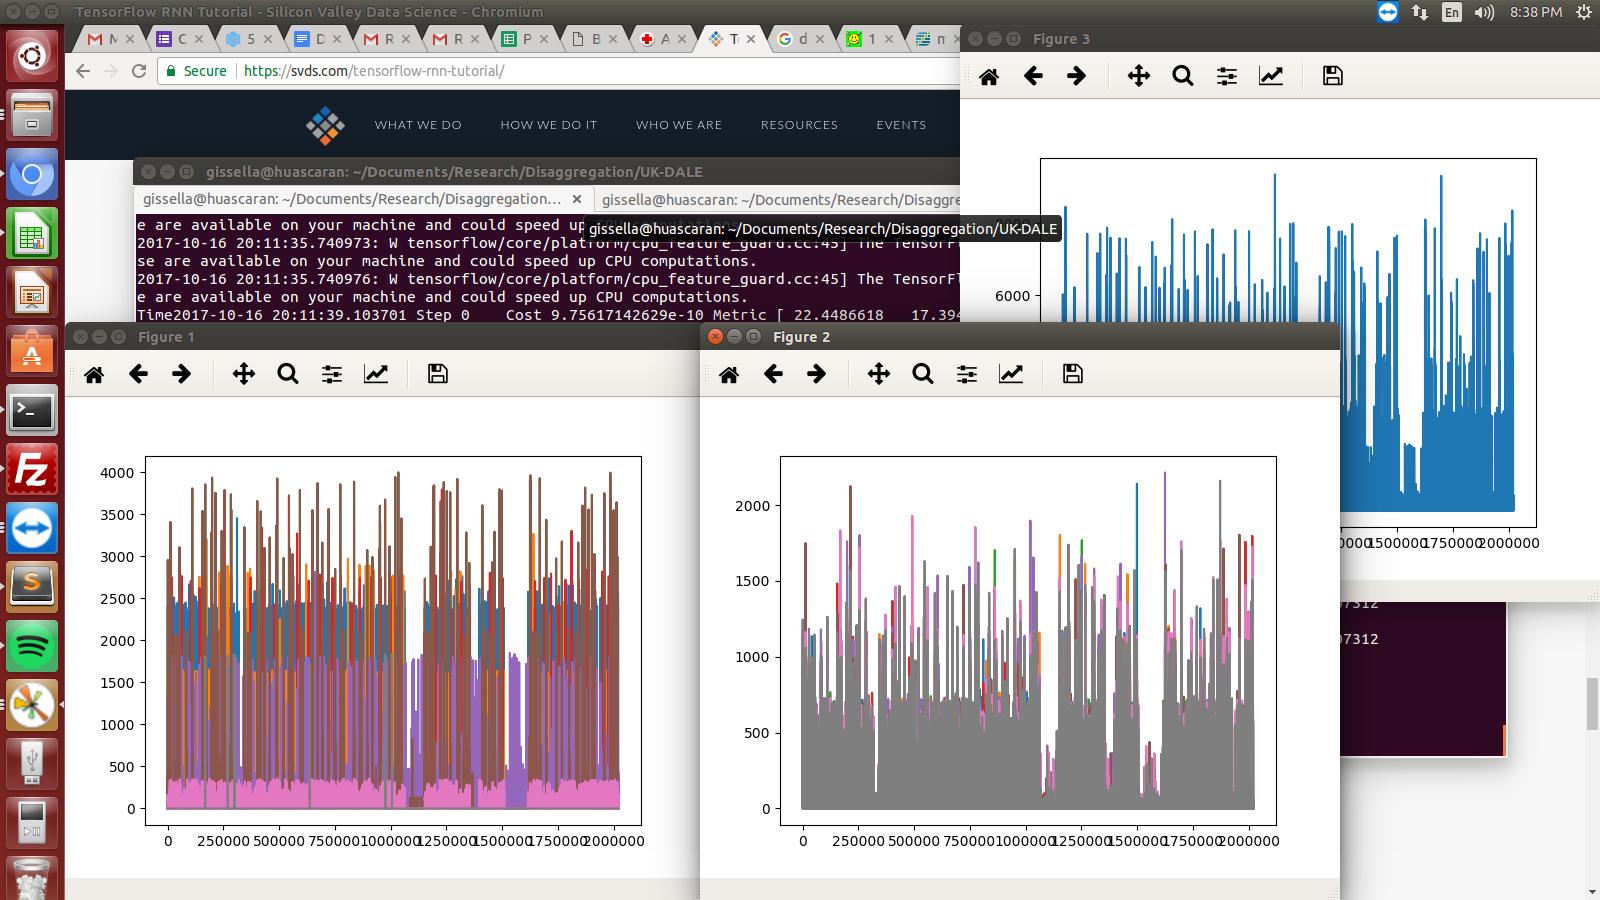 TensorFlow RNN Tutorial - Silicon Valley Data Science - Chromium
En 8:38 PM
Secure https://svds.com/tensorflow-rnn-tutorial/
WHAT WE DO HOW WE DO IT WHO WE ARE RESOURCES EVENTS
gissella@huascaran: ~/Documents/Research/Disaggregation/UK-DALE
gissella@huascaran: ~/Documents/Research/Disaggregation...
gissella@huascaran: ~/Documents/Research/Disaggre
e are available on your machine and could speed up CPU computations.
gissella@huascaran: ~/Documents/Research/Disaggregation/UK-DALE
2017-10-16 20:11:35.740973: W tensorflow/core/platform/cpu_feature_guard.cc:45] The TensorF
se are available on your machine and could speed up CPU computations.
2017-10-16 20:11:35.740976: W tensorflow/core/platform/cpu_feature_guard.cc:45] The TensorF
e are available on your machine and could speed up CPU computations.
Time2017-10-16 20:11:39.103701 Step 0 Cost 9.75617142629e-10 Metric [ 22.4486618 17.394
Figure 3
6000
1500000 1750000 2000000
07312
07312
Figure 1
4000
3500
3000
2500
2000
1500
1000
500
0
0 250000 500000 750000 1000000 1250000 1500000 1750000 2000000
Figure 2
2000
1500
1000
500
0
0 250000 500000 750000 1000000 1250000 1500000 1750000 2000000